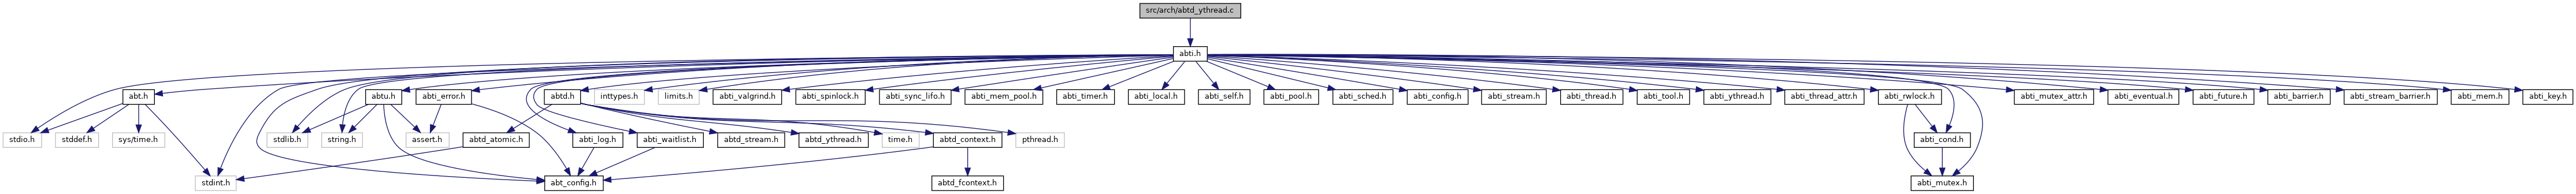 src/arch/abtd_ythread.c
abti.h
abt.h
abtu.h
abti_error.h
abtd.h
inttypes.h
limits.h
abti_valgrind.h
abti_spinlock.h
abti_sync_lifo.h
abti_mem_pool.h
abti_timer.h
abti_local.h
abti_self.h
abti_pool.h
abti_sched.h
abti_config.h
abti_stream.h
abti_thread.h
abti_tool.h
abti_ythread.h
abti_thread_attr.h
abti_rwlock.h
abti_mutex_attr.h
abti_eventual.h
abti_future.h
abti_barrier.h
abti_stream_barrier.h
abti_mem.h
abti_key.h
stdio.h
stddef.h
sys/time.h
stdlib.h
string.h
assert.h
abtd_atomic.h
abti_log.h
abti_waitlist.h
abtd_stream.h
abtd_ythread.h
time.h
abtd_context.h
pthread.h
abti_cond.h
stdint.h
abt_config.h
abtd_fcontext.h
abti_mutex.h